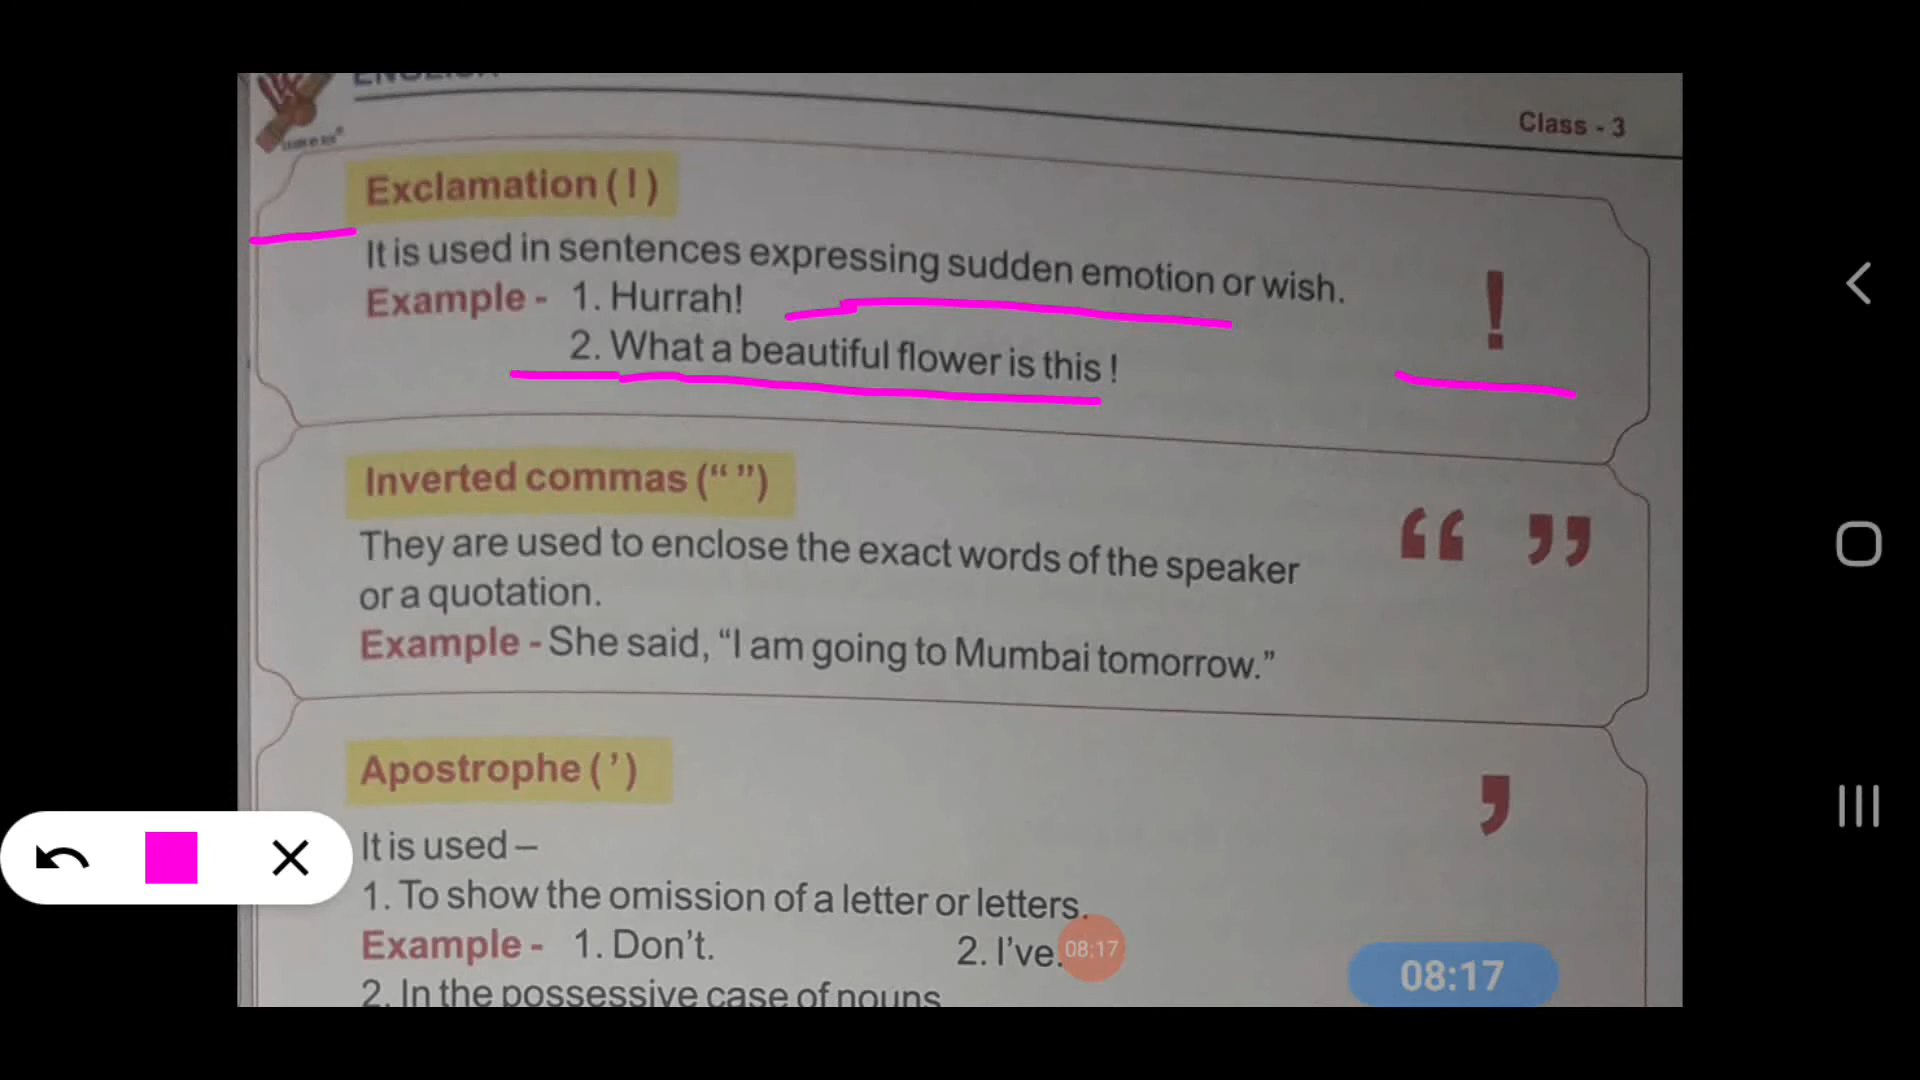 ENGLISH
Class - 3
Exclamation (!)
It is used in sentences expressing sudden emotion or wish.
Example - 1. Hurrah!
2. What a beautiful flower is this !
!
Inverted commas (“ ”)
They are used to enclose the exact words of the speaker
or a quotation.
Example - She said, “I am going to Mumbai tomorrow.”
“ ”
Apostrophe (’)
’
It is used –
1. To show the omission of a letter or letters.
Example - 1. Don’t. 2. I’ve.
08:17
08:17
2. In the possessive case of nouns